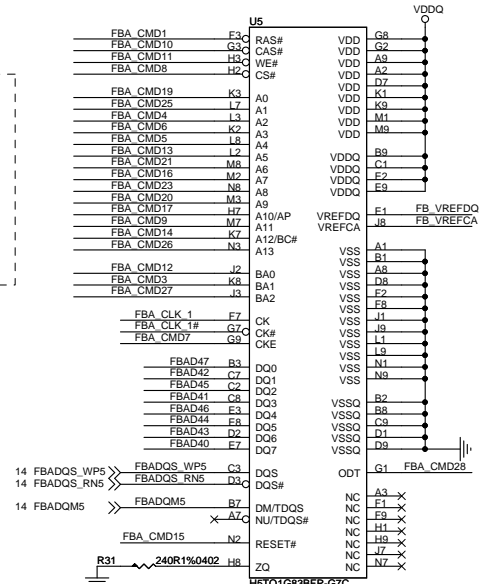 VDDQ
U5
FBA_CMD1 F3 RAS# VDD G8
FBA_CMD10 G3 CAS# VDD G2
FBA_CMD11 H3 WE# VDD A9
FBA_CMD8 H2 CS# VDD A2
VDD D7
FBA_CMD19 K3 A0 VDD K1
FBA_CMD25 L7 A1 VDD K9
FBA_CMD4 L3 A2 VDD M1
FBA_CMD6 K2 A3 VDD M9
FBA_CMD5 L8 A4
FBA_CMD13 L2 A5 VDDQ B9
FBA_CMD21 M8 A6 VDDQ C1
FBA_CMD16 M2 A7 VDDQ E2
FBA_CMD23 N8 A8 VDDQ E9
FBA_CMD20 M3 A9
FBA_CMD17 H7 A10/AP VREFDQ E1 FB_VREFDQ
FBA_CMD9 M7 A11 VREFCA J8 FB_VREFCA
FBA_CMD14 K7 A12/BC#
FBA_CMD26 N3 A13 VSS A1
VSS B1
FBA_CMD12 J2 BA0 VSS A8
FBA_CMD3 K8 BA1 VSS D8
FBA_CMD27 J3 BA2 VSS F2
VSS F8
FBA_CLK_1 F7 CK VSS J1
FBA_CLK_1# G7 CK# VSS J9
FBA_CMD7 G9 CKE VSS L1
VSS L9
FBAD47 B3 DQ0 VSS N1
FBAD42 C7 DQ1 VSS N9
FBAD45 C2 DQ2
FBAD41 C8 DQ3 VSSQ B2
FBAD46 E3 DQ4 VSSQ B8
FBAD44 E8 DQ5 VSSQ C9
FBAD43 D2 DQ6 VSSQ D1
FBAD40 E7 DQ7 VSSQ D9
14 FBADQS_WP5 FBADQS_WP5 C3 DQS ODT G1 FBA_CMD28
14 FBADQS_RN5 FBADQS_RN5 D3 DQS#
NC A3
14 FBADQM5 FBADQM5 B7 DM/TDQS NC F1
A7 NU/TDQS# NC F9
NC H1
FBA_CMD15 N2 RESET# NC H9
NC J7
R31 240R1%0402 H8 ZQ NC N7
H5TQ1G83BFR-G7C